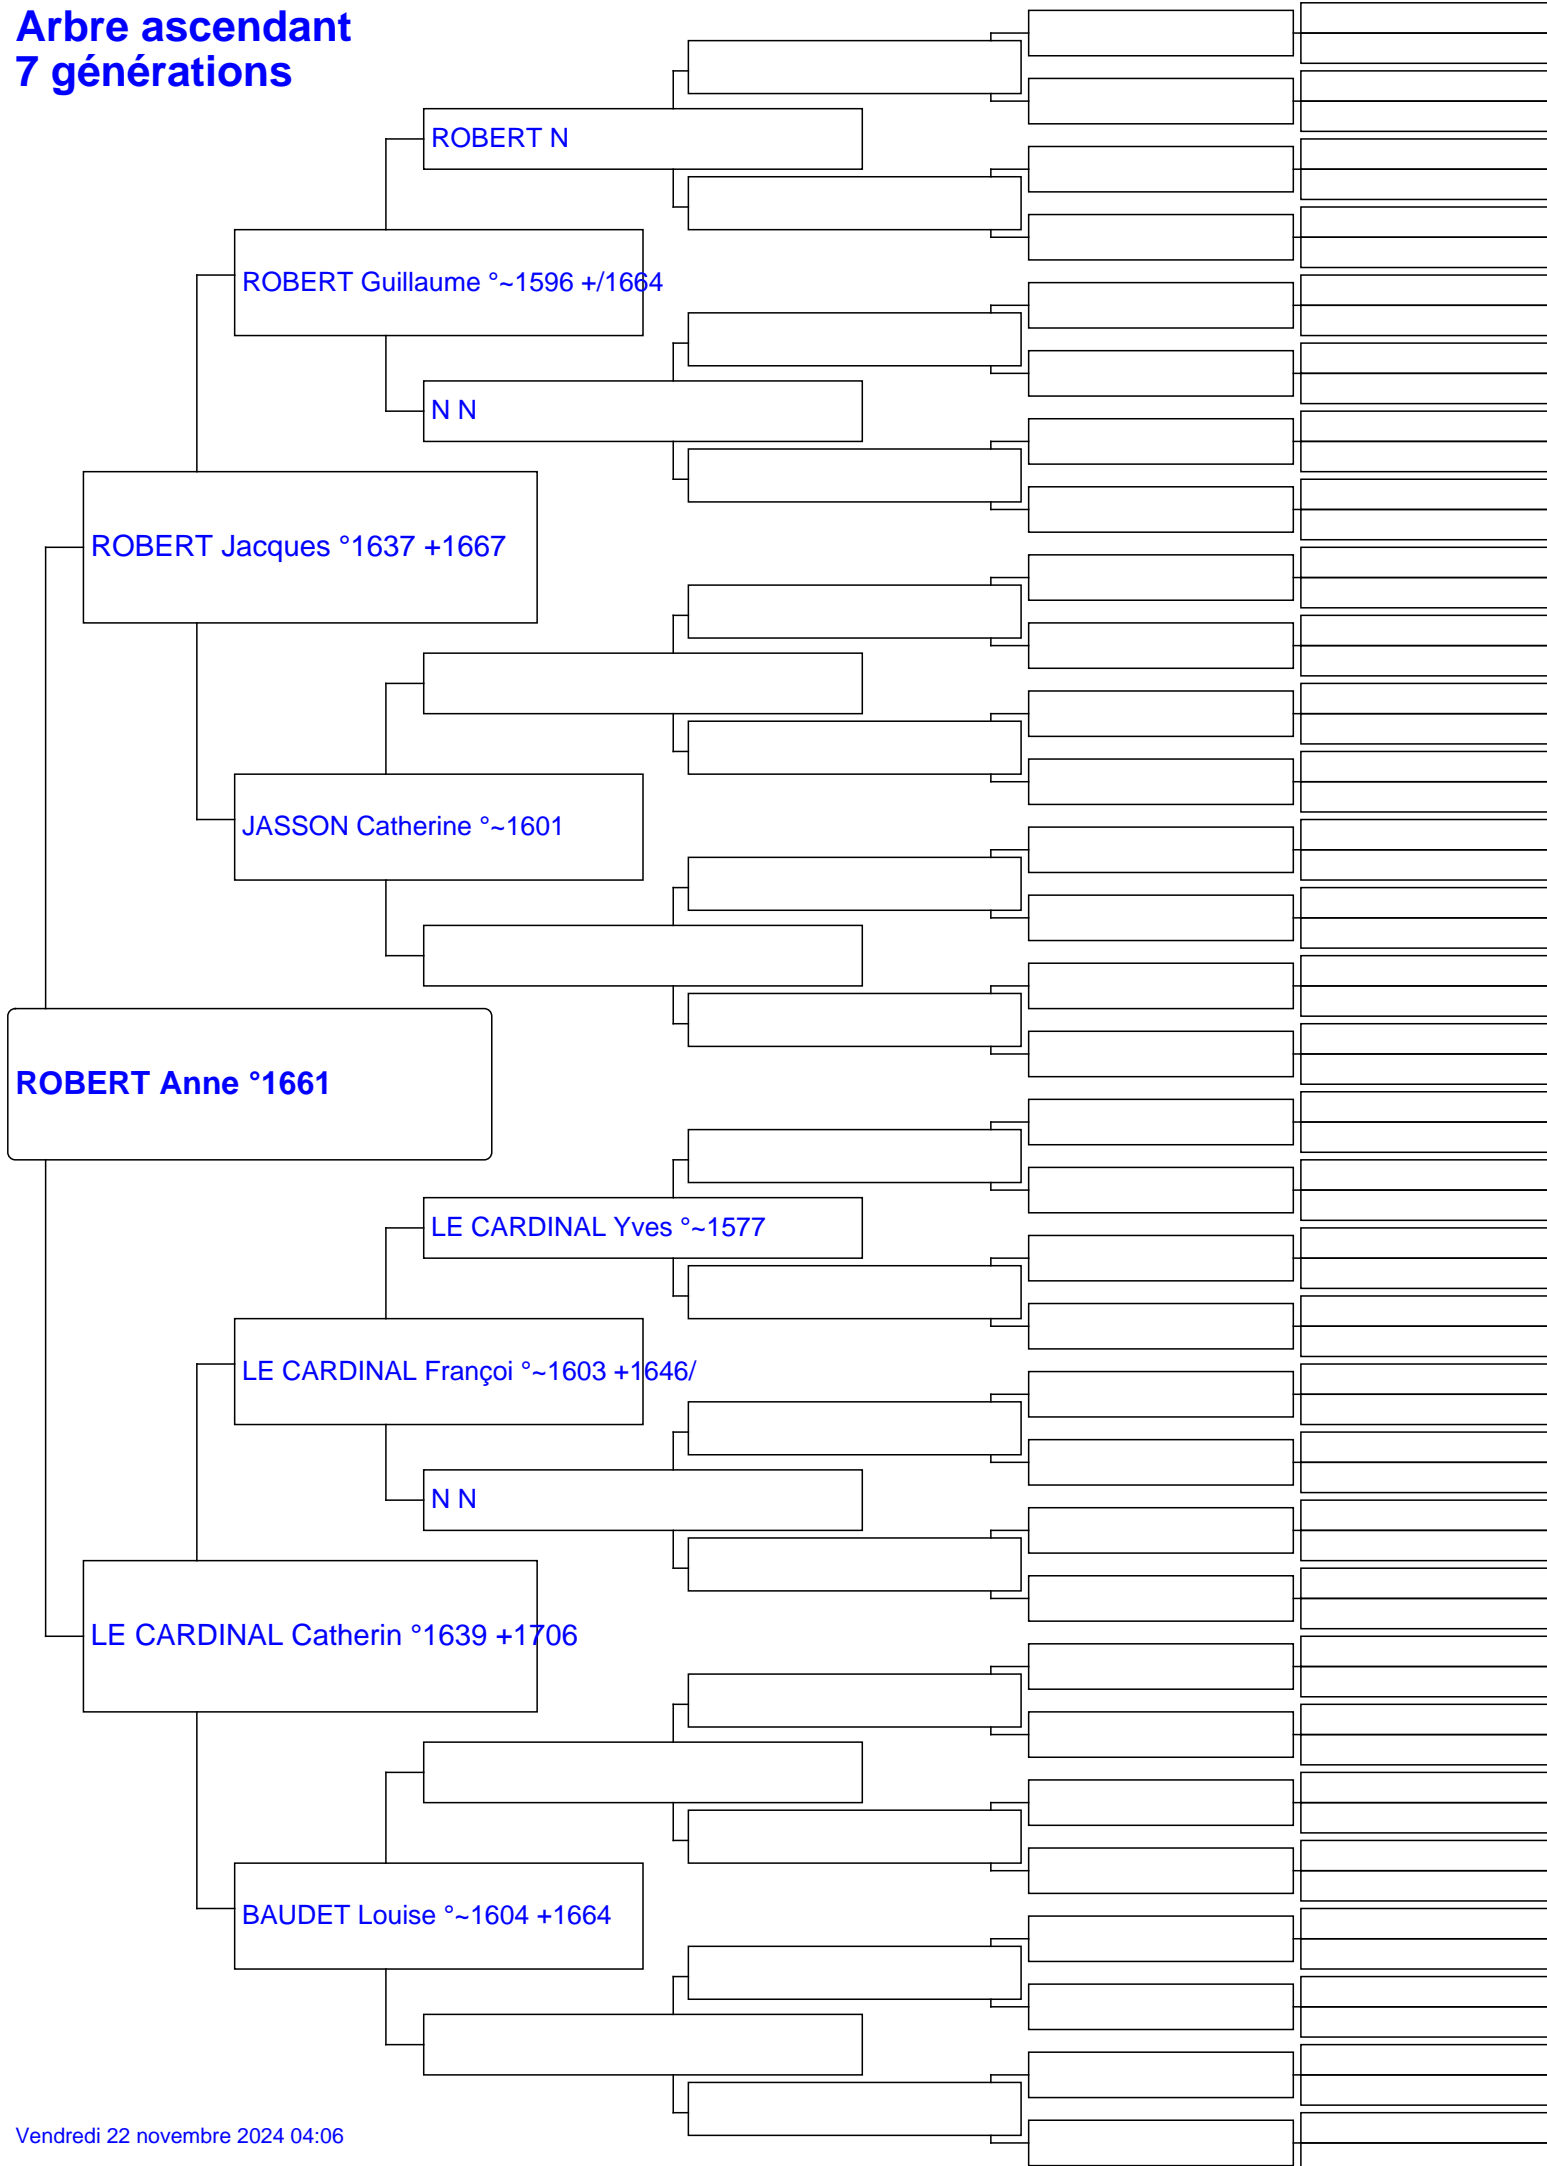 Arbre ascendant
7 générations
ROBERT N
ROBERT Guillaume °~1596 +/1664
N N
ROBERT Jacques °1637 +1667
JASSON Catherine °~1601
ROBERT Anne °1661
LE CARDINAL Yves °~1577
LE CARDINAL Françoi °~1603 +1646/
N N
LE CARDINAL Catherin °1639 +1706
BAUDET Louise °~1604 +1664
Vendredi 22 novembre 2024 04:06